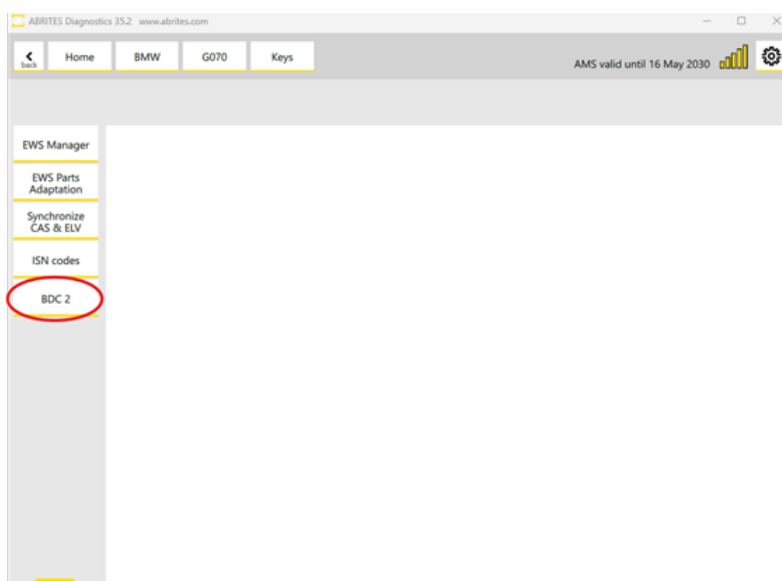 ABRITES Diagnostics 35.2 www.abrites.com
back Home BMW G070 Keys
AMS valid until 16 May 2030
EWS Manager
EWS Parts
Adaptation
Synchronize
CAS & ELV
ISN codes
BDC 2